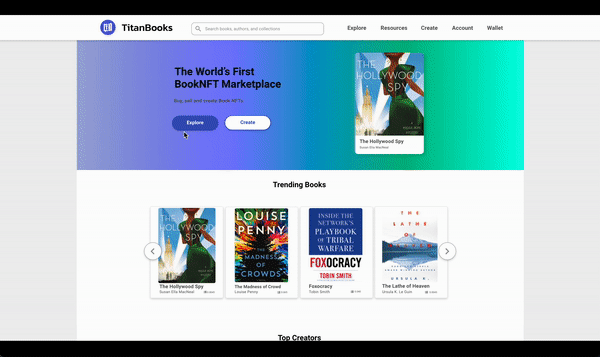 TitanBooks
Search books, authors, and collections
Explore
Resources
Create
Account
Wallet
The World's First
BookNFT Marketplace
Buy, sell and create Book NFTs
Explore
Create
THE
HOLLYWOOD
SPY
The Hollywood Spy
Susan Elia MacNeal
Trending Books
THE
HOLLYWOOD
SPY
The Hollywood Spy
Susan Elia MacNeal
LOUISE
PENNY
THE
MADNESS
OF
CROWDS
The Madness of Crowd
Louise Penny
INSIDE THE
NETWORK'S
PLAYBOOK
OF TRIBAL
WARFARE
FOXOCRACY
TOBIN SMITH
Foxocracy
Tobin Smith
THE
LATHE
OF
URSULA K.
The Lathe of Heaven
Ursula K. Le Guin
Top Creators